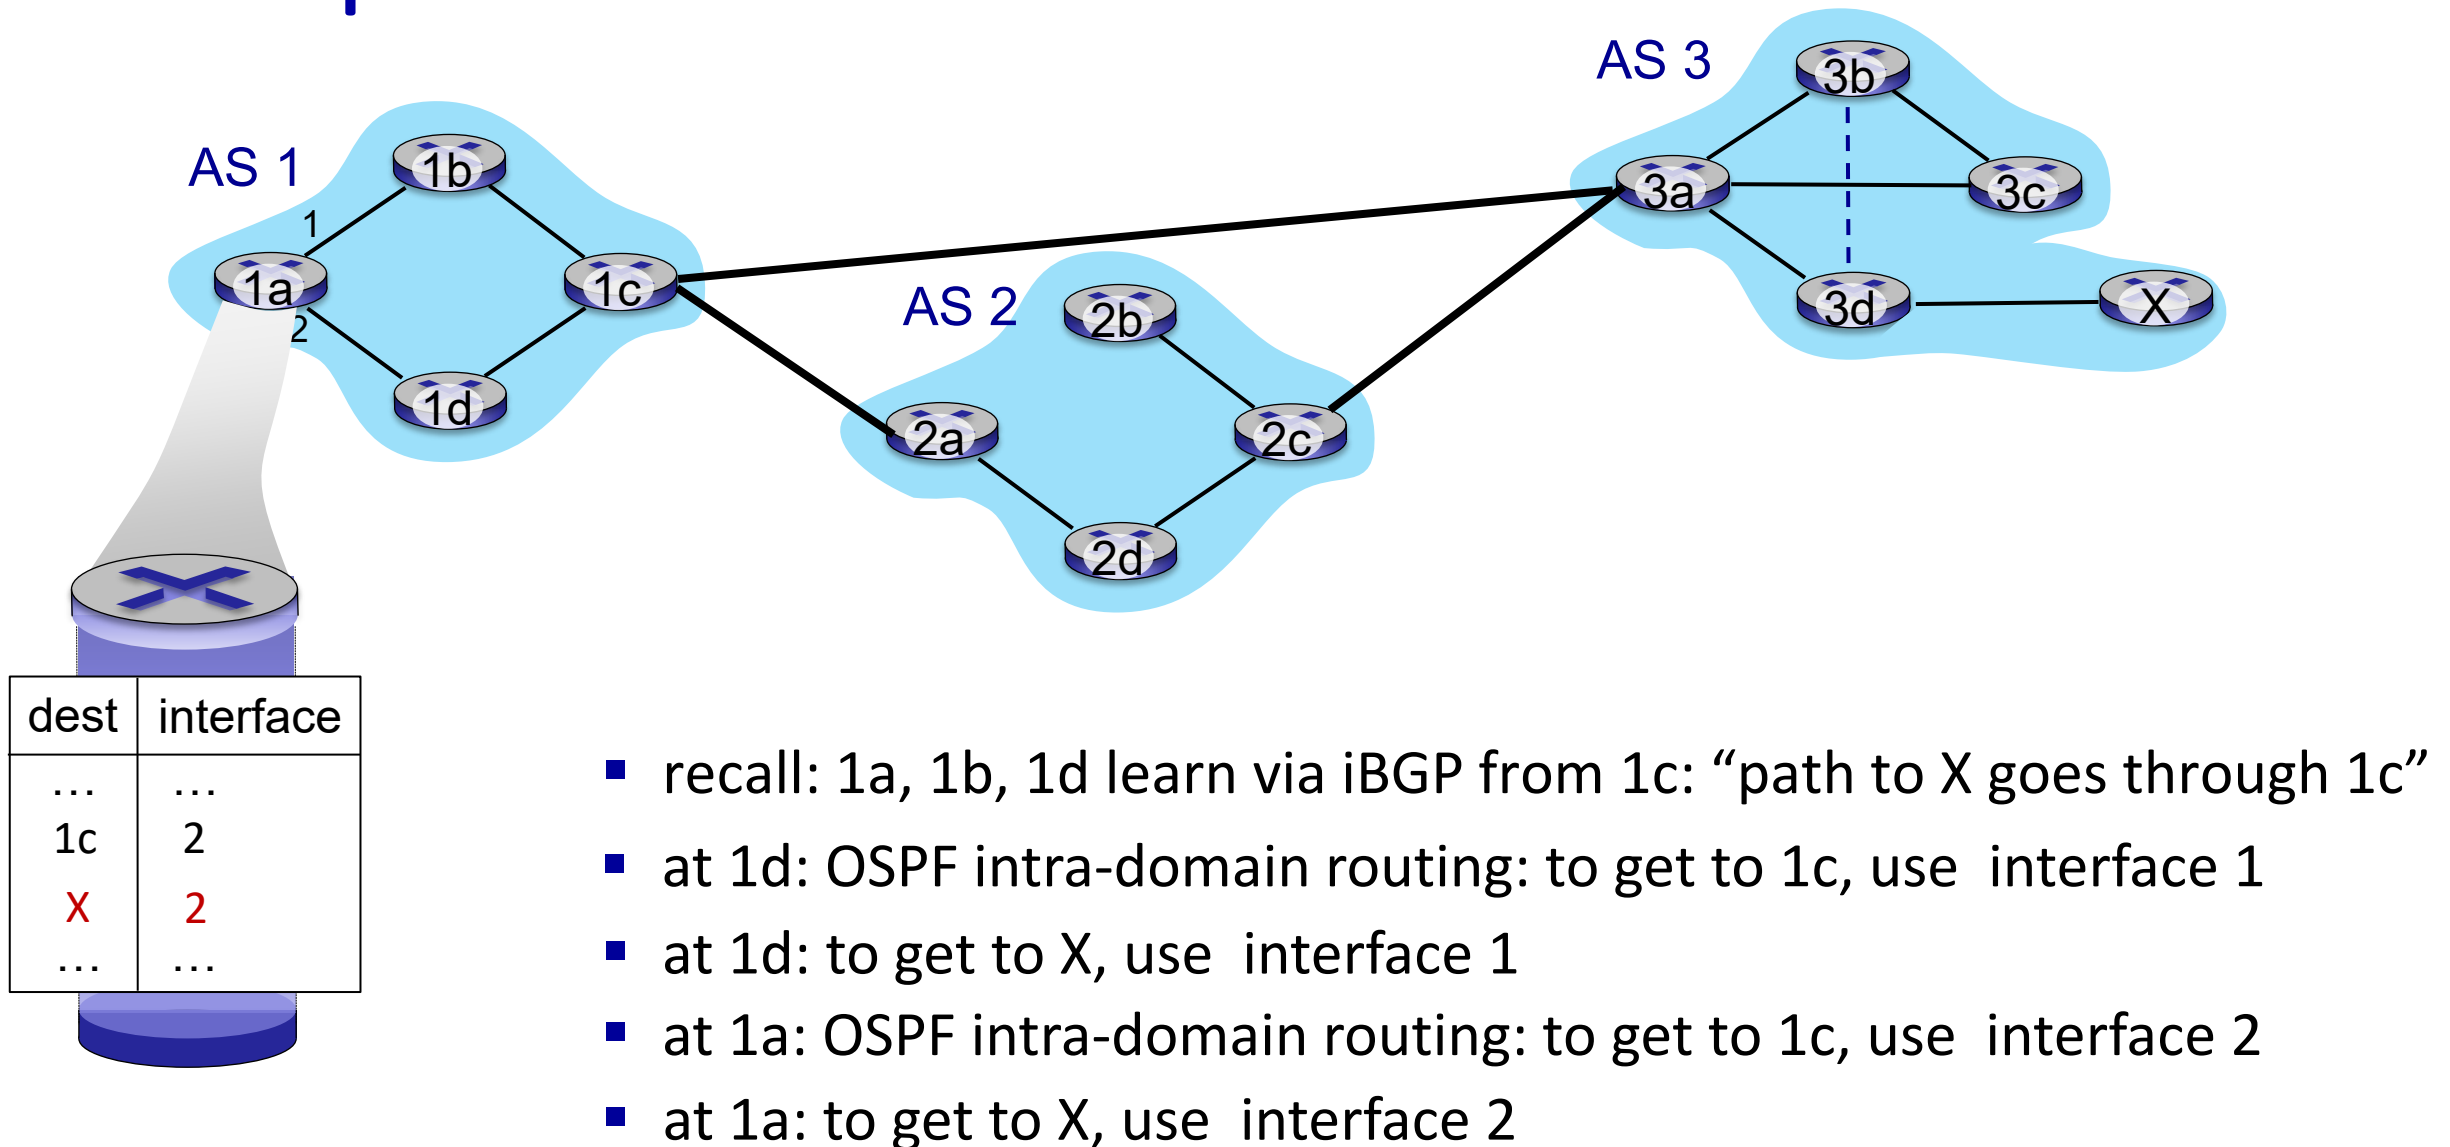 AS 3
3b
AS 1
1b
3a
3c
1
1a
1c
AS 2
2b
3d
X
2
1d
2a
2c
2d
dest interface
... ...
1c 2
X 2
... ...
▪ recall: 1a, 1b, 1d learn via iBGP from 1c: “path to X goes through 1c”
▪ at 1d: OSPF intra-domain routing: to get to 1c, use interface 1
▪ at 1d: to get to X, use interface 1
▪ at 1a: OSPF intra-domain routing: to get to 1c, use interface 2
▪ at 1a: to get to X, use interface 2